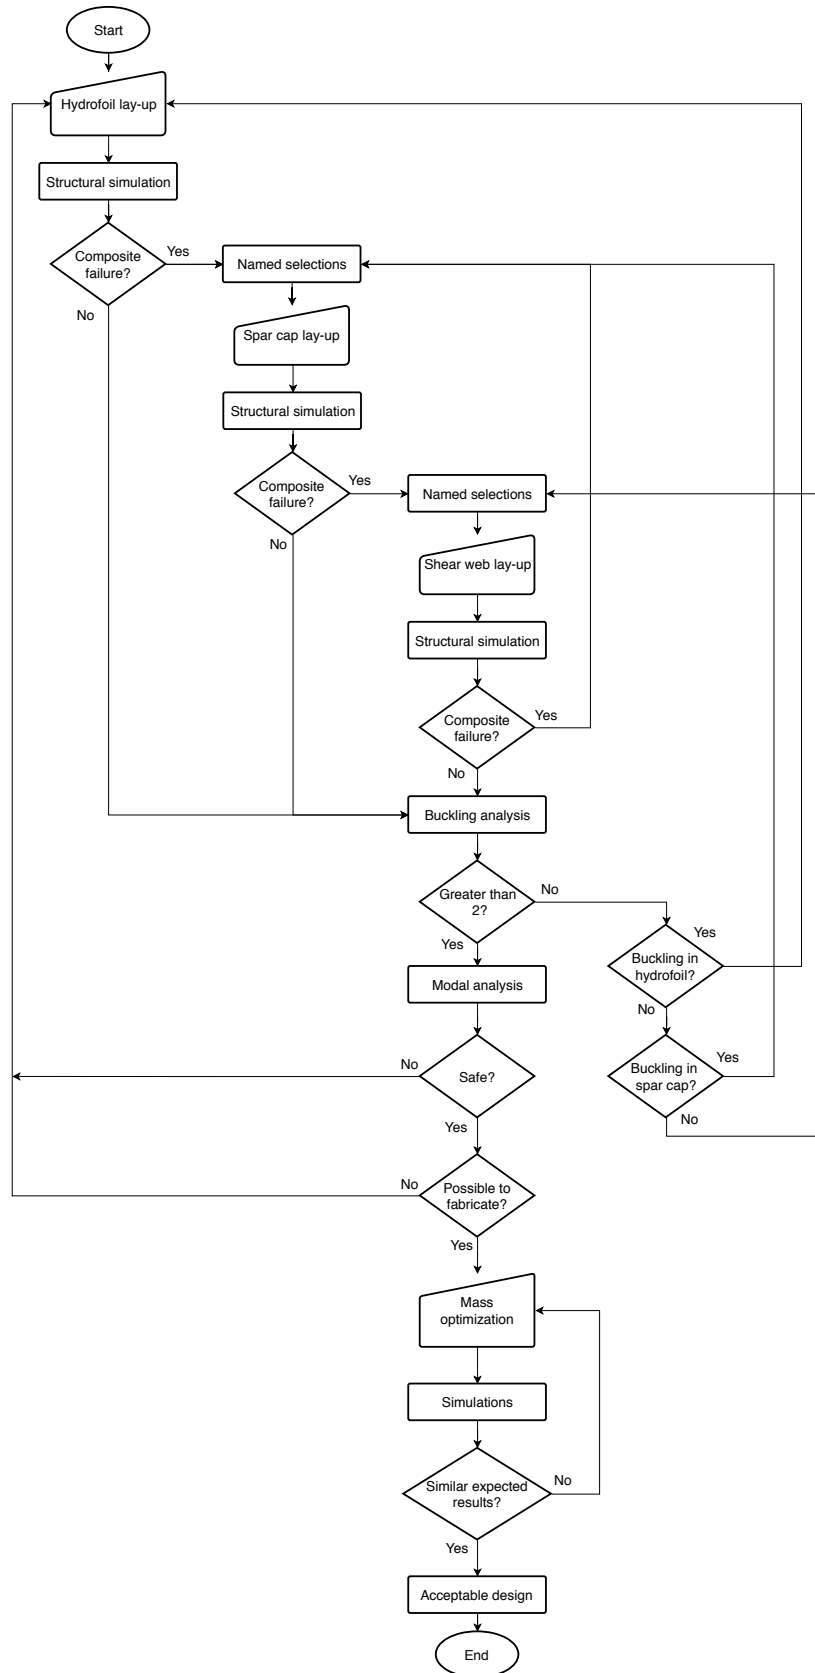 Start
Hydrofoil lay-up
Structural simulation
Composite
failure?
Yes
No
Named selections
Spar cap lay-up
Structural simulation
Composite
failure?
Yes
No
Named selections
Shear web lay-up
Structural simulation
Composite
failure?
Yes
No
Buckling analysis
Greater than
2?
No
Yes
Buckling in
hydrofoil?
Yes
No
Modal analysis
Buckling in
spar cap?
Yes
No
Safe?
No
Yes
Possible to
fabricate?
No
Yes
Mass
optimization
Simulations
Similar expected
results?
No
Yes
Acceptable design
End